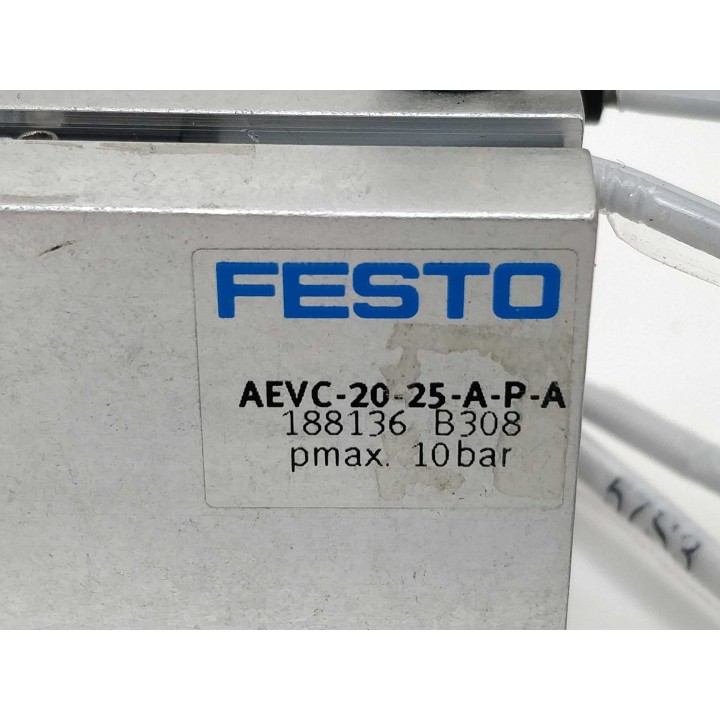 FESTO
AEVC-20-25-A-P-A
188136 B308
pmax. 10bar